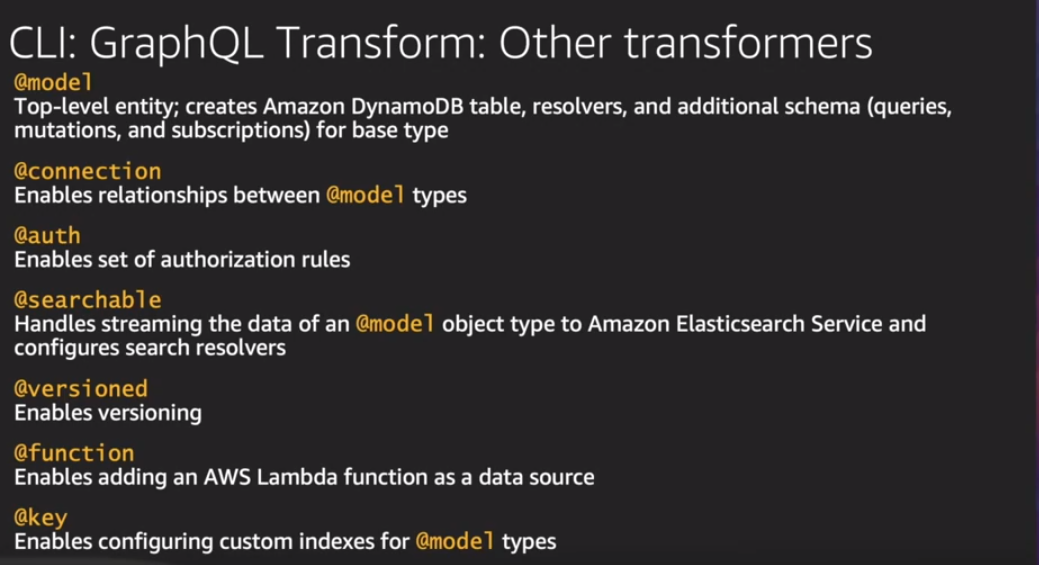 CLI: GraphQL Transform: Other transformers
@model
Top-level entity; creates Amazon DynamoDB table, resolvers, and additional schema (queries,
mutations, and subscriptions) for base type
@connection
Enables relationships between @model types
@auth
Enables set of authorization rules
@searchable
Handles streaming the data of an @model object type to Amazon Elasticsearch Service and
configures search resolvers
@versioned
Enables versioning
@function
Enables adding an AWS Lambda function as a data source
@key
Enables configuring custom indexes for @model types